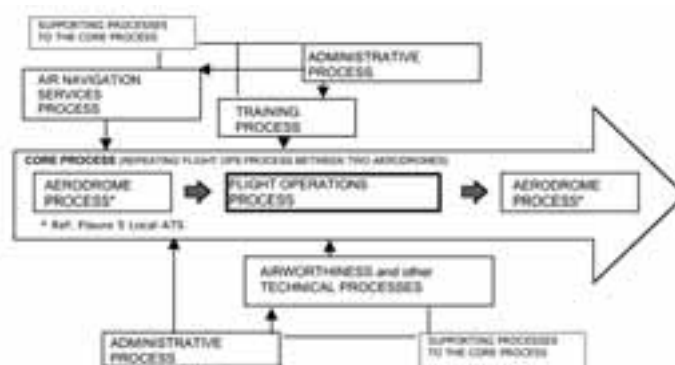 SUPPORTING PROCESSES
TO THE CORE PROCESS
ADMINISTRATIVE
PROCESS
AIR NAVIGATION
SERVICES
PROCESS
TRAINING
PROCESS
CORE PROCESS (REPEATING FLIGHT OPS PROCESS BETWEEN TWO AERODROMES)
AERODROME
PROCESS*
FLIGHT OPERATIONS
PROCESS
AERODROME
PROCESS*
* Ref. Figure 5 Local-ATS
AIRWORTHINESS and other
TECHNICAL PROCESSES
ADMINISTRATIVE
PROCESS
SUPPORTING PROCESSES
TO THE CORE PROCESS